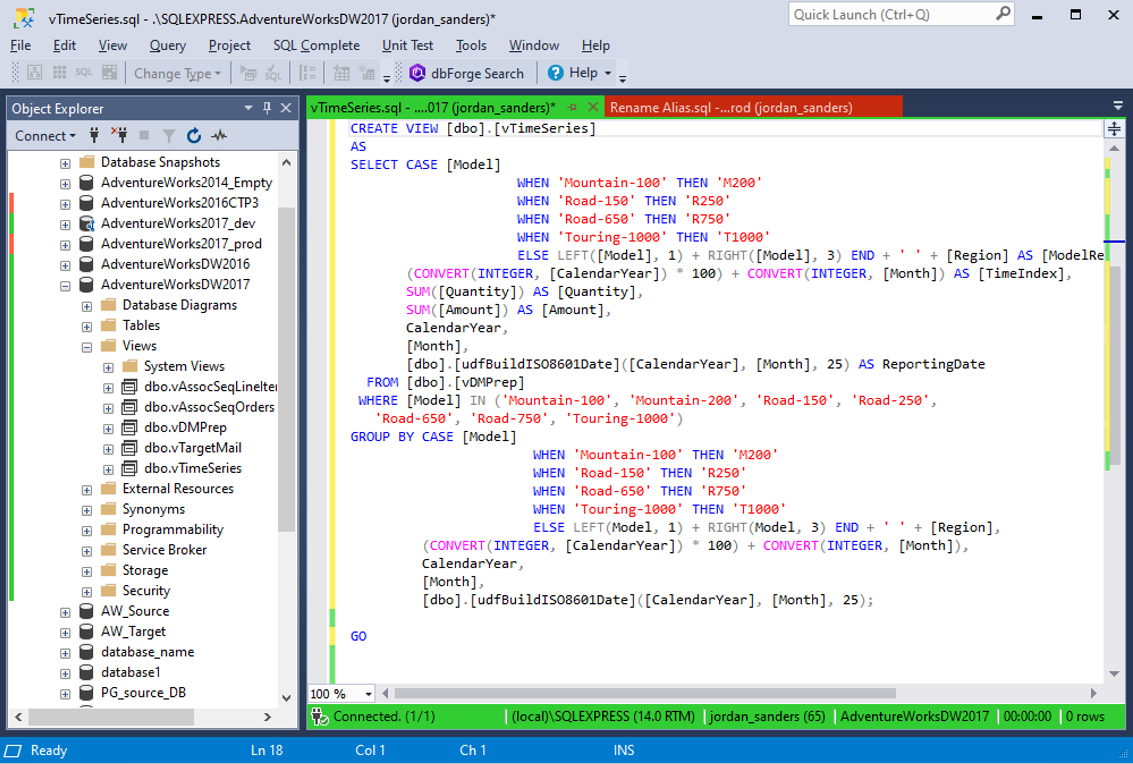 vTimeSeries.sql - .\SQLEXPRESS.AdventureWorksDW2017 (jordan_sanders)*
Quick Launch (Ctrl+Q)
File Edit View Query Project SQL Complete Unit Test Tools Window Help
SQL Change Type SQL dbForge Search Help
Object Explorer
Connect
Database Snapshots
AdventureWorks2014_Empty
AdventureWorks2016CTP3
AdventureWorks2017_dev
AdventureWorks2017_prod
AdventureWorksDW2016
AdventureWorksDW2017
Database Diagrams
Tables
Views
System Views
dbo.vAssocSeqLineIter
dbo.vAssocSeqOrders
dbo.vDMPrep
dbo.vTargetMail
dbo.vTimeSeries
External Resources
Synonyms
Programmability
Service Broker
Storage
Security
AW_Source
AW_Target
database_name
database1
PG_source_DB
vTimeSeries.sql - ....017 (jordan_sanders)*
Rename Alias.sql -...rod (jordan_sanders)
CREATE VIEW [dbo].[vTimeSeries]
AS
SELECT CASE [Model]
WHEN 'Mountain-100' THEN 'M200'
WHEN 'Road-150' THEN 'R250'
WHEN 'Road-650' THEN 'R750'
WHEN 'Touring-1000' THEN 'T1000'
ELSE LEFT([Model], 1) + RIGHT([Model], 3) END + ' ' + [Region] AS [ModelRe
(CONVERT(INTEGER, [CalendarYear]) * 100) + CONVERT(INTEGER, [Month]) AS [TimeIndex],
SUM([Quantity]) AS [Quantity],
SUM([Amount]) AS [Amount],
CalendarYear,
[Month],
[dbo].[udfBuildISO8601Date]([CalendarYear], [Month], 25) AS ReportingDate
FROM [dbo].[vDMPrep]
WHERE [Model] IN ('Mountain-100', 'Mountain-200', 'Road-150', 'Road-250',
'Road-650', 'Road-750', 'Touring-1000')
GROUP BY CASE [Model]
WHEN 'Mountain-100' THEN 'M200'
WHEN 'Road-150' THEN 'R250'
WHEN 'Road-650' THEN 'R750'
WHEN 'Touring-1000' THEN 'T1000'
ELSE LEFT(Model, 1) + RIGHT(Model, 3) END + ' ' + [Region],
(CONVERT(INTEGER, [CalendarYear]) * 100) + CONVERT(INTEGER, [Month]),
CalendarYear,
[Month],
[dbo].[udfBuildISO8601Date]([CalendarYear], [Month], 25);
GO
100 %
Connected. (1/1) (local)\SQLEXPRESS (14.0 RTM) jordan_sanders (65) AdventureWorksDW2017 00:00:00 0 rows
Ready Ln 18 Col 1 Ch 1 INS